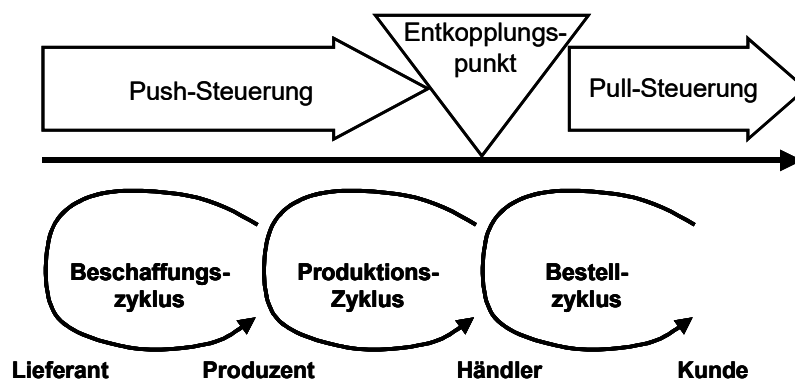 Push-Steuerung
Entkopplungs-
punkt
Pull-Steuerung
Beschaffungs-
zyklus
Produktions-
Zyklus
Bestell-
zyklus
Lieferant
Produzent
Händler
Kunde